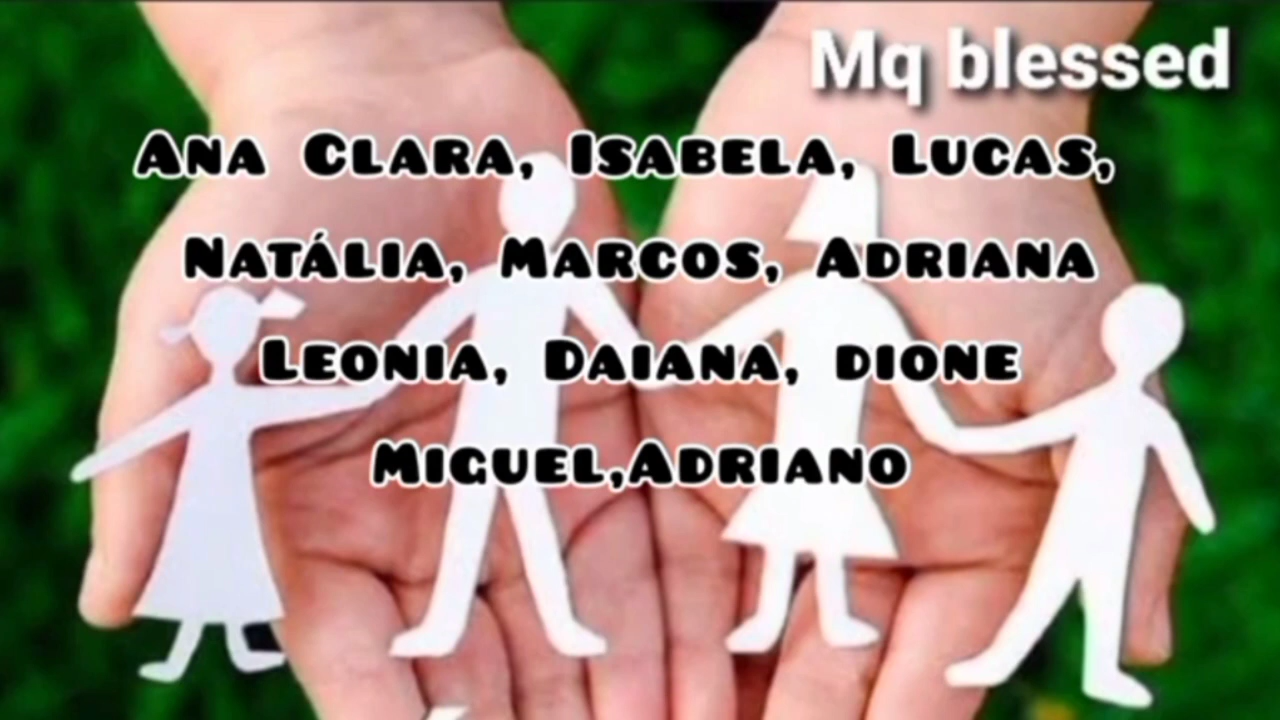 Mq blessed
Ana Clara, Isabela, Lucas,
Natália, Marcos, Adriana
Leonia, Daiana, dione
Miguel,Adriano